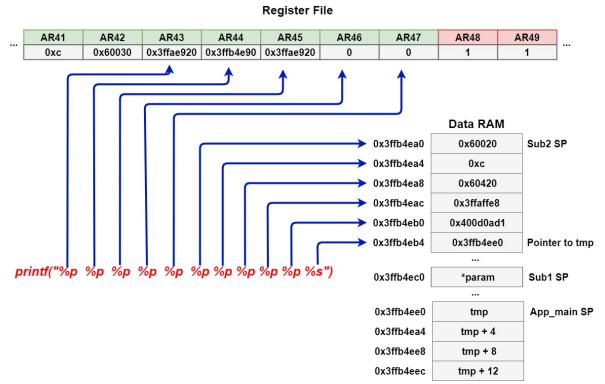 Register File
... AR41 AR42 AR43 AR44 AR45 AR46 AR47 AR48 AR49 ...
0xc 0x60030 0x3ffae920 0x3ffb4e90 0x3ffae920 0 0 1 1
Data RAM
0x3ffb4ea0 0x60020 Sub2 SP
0x3ffb4ea4 0xc
0x3ffb4ea8 0x60420
0x3ffb4eac 0x3ffaffe8
0x3ffb4eb0 0x400d0ad1
0x3ffb4eb4 0x3ffb4ee0 Pointer to tmp
...
printf("%p %p %p %p %p %p %p %p %p %p %s")
0x3ffb4ec0 *param Sub1 SP
...
0x3ffb4ee0 tmp App_main SP
0x3ffb4ea4 tmp + 4
0x3ffb4ee8 tmp + 8
0x3ffb4eec tmp + 12